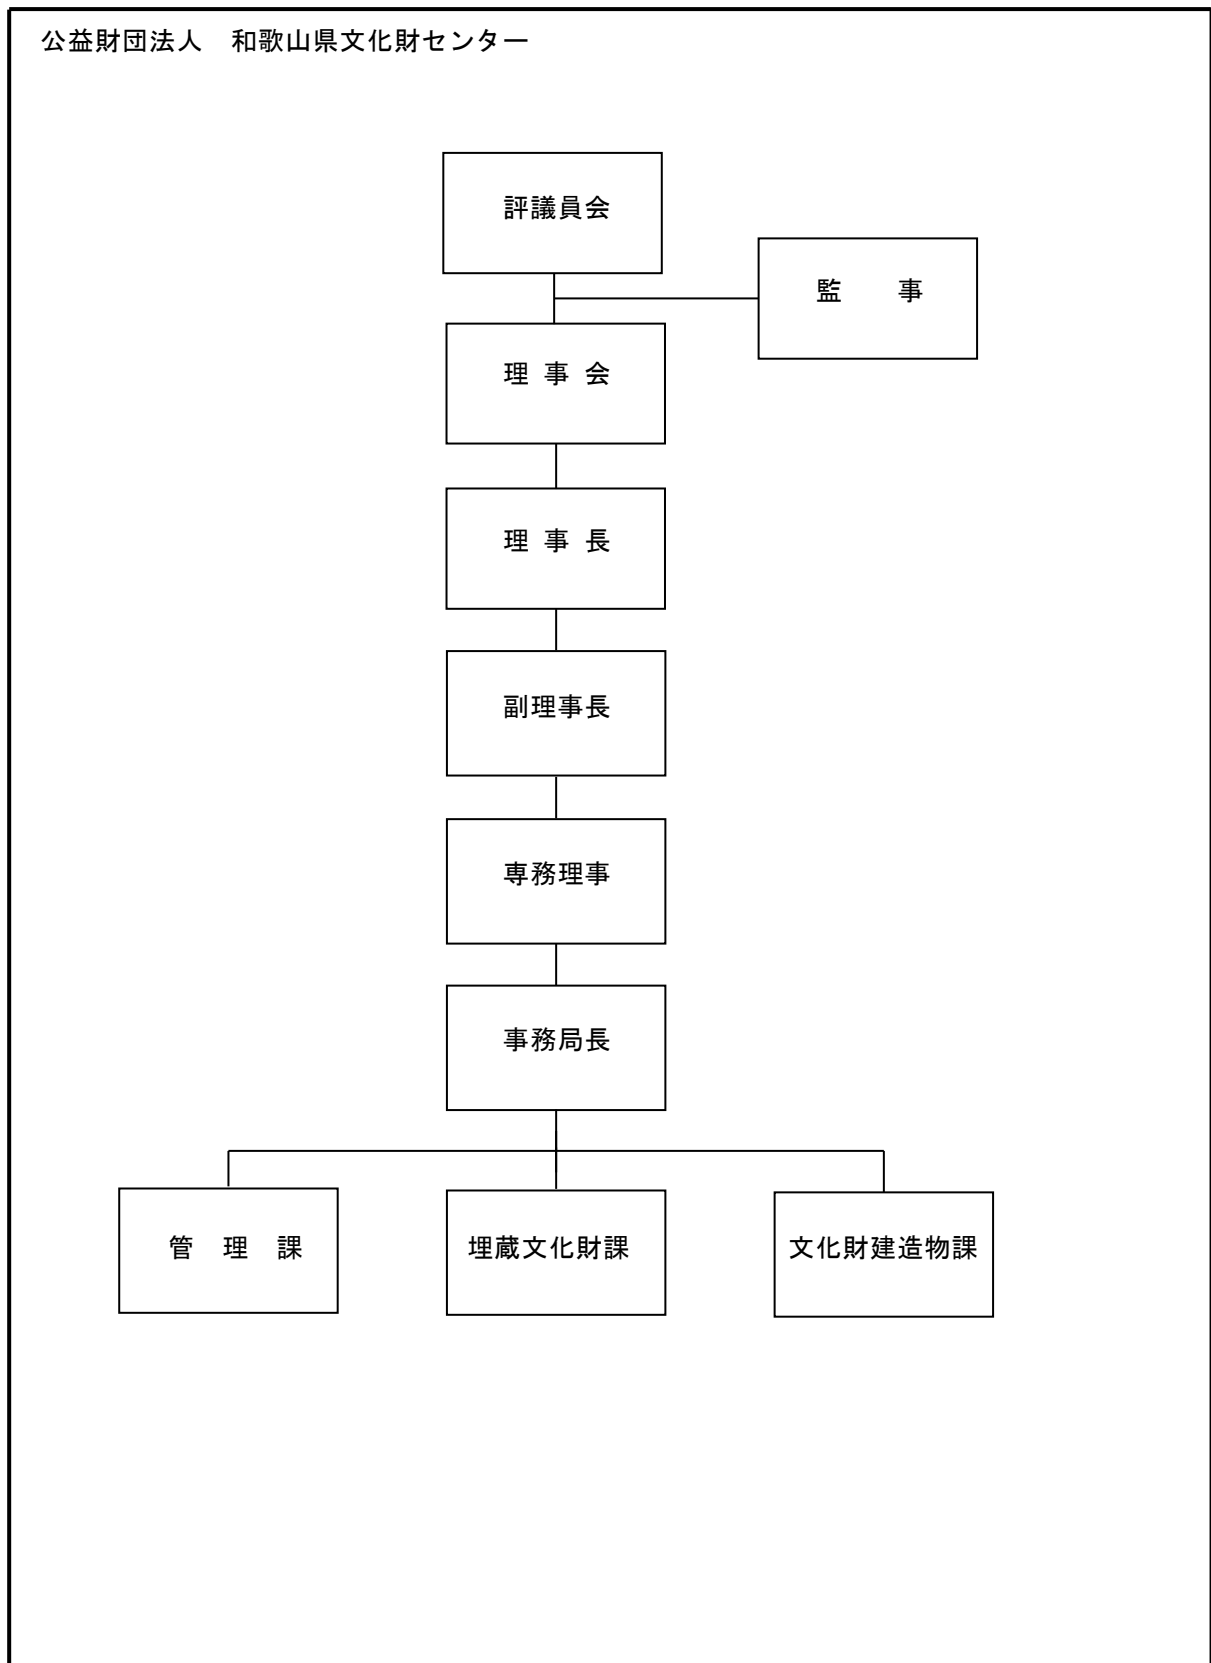 公益財団法人　和歌山県文化財センター
評議員会
監　　事
理 事 会
理 事 長
副理事長
専務理事
事務局長
管　理　課
埋蔵文化財課
文化財建造物課